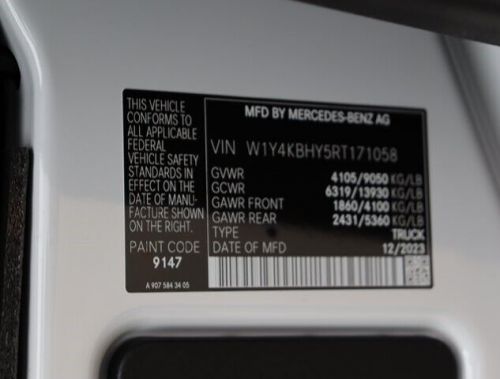 THIS VEHICLE
CONFORMS TO
ALL APPLICABLE
FEDERAL
VEHICLE SAFETY
STANDARDS IN
EFFECT ON THE
DATE OF MANU-
FACTURE SHOWN
ON THE RIGHT.
PAINT CODE
9147
A 907 584 34 05
MFD BY MERCEDES-BENZ AG
VIN W1Y4KBHY5RT171058
GVWR 4105/9050 KG/LB
GCWR 6319/13930 KG/LB
GAWR FRONT 1860/4100 KG/LB
GAWR REAR 2431/5360 KG/LB
TYPE TRUCK
DATE OF MFD 12/2023